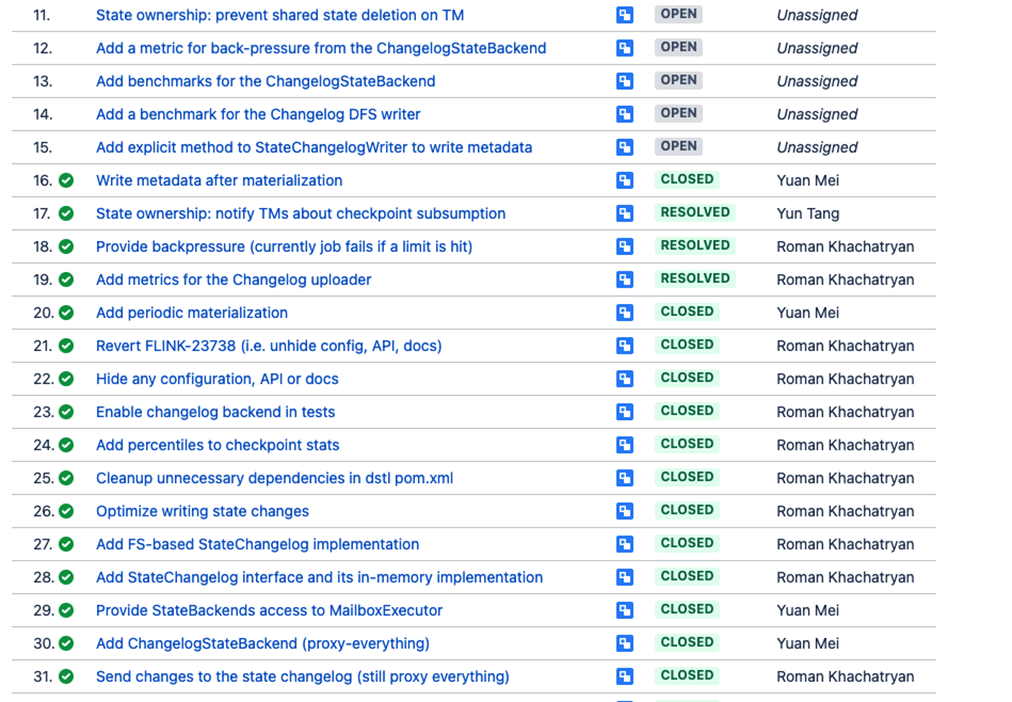 11. State ownership: prevent shared state deletion on TM OPEN Unassigned
12. Add a metric for back-pressure from the ChangelogStateBackend OPEN Unassigned
13. Add benchmarks for the ChangelogStateBackend OPEN Unassigned
14. Add a benchmark for the Changelog DFS writer OPEN Unassigned
15. Add explicit method to StateChangelogWriter to write metadata OPEN Unassigned
16. Write metadata after materialization CLOSED Yuan Mei
17. State ownership: notify TMs about checkpoint subsumption RESOLVED Yun Tang
18. Provide backpressure (currently job fails if a limit is hit) RESOLVED Roman Khachatryan
19. Add metrics for the Changelog uploader RESOLVED Roman Khachatryan
20. Add periodic materialization CLOSED Yuan Mei
21. Revert FLINK-23738 (i.e. unhide config, API, docs) CLOSED Roman Khachatryan
22. Hide any configuration, API or docs CLOSED Roman Khachatryan
23. Enable changelog backend in tests CLOSED Roman Khachatryan
24. Add percentiles to checkpoint stats CLOSED Roman Khachatryan
25. Cleanup unnecessary dependencies in dstl pom.xml CLOSED Roman Khachatryan
26. Optimize writing state changes CLOSED Roman Khachatryan
27. Add FS-based StateChangelog implementation CLOSED Roman Khachatryan
28. Add StateChangelog interface and its in-memory implementation CLOSED Roman Khachatryan
29. Provide StateBackends access to MailboxExecutor CLOSED Yuan Mei
30. Add ChangelogStateBackend (proxy-everything) CLOSED Yuan Mei
31. Send changes to the state changelog (still proxy everything) CLOSED Roman Khachatryan